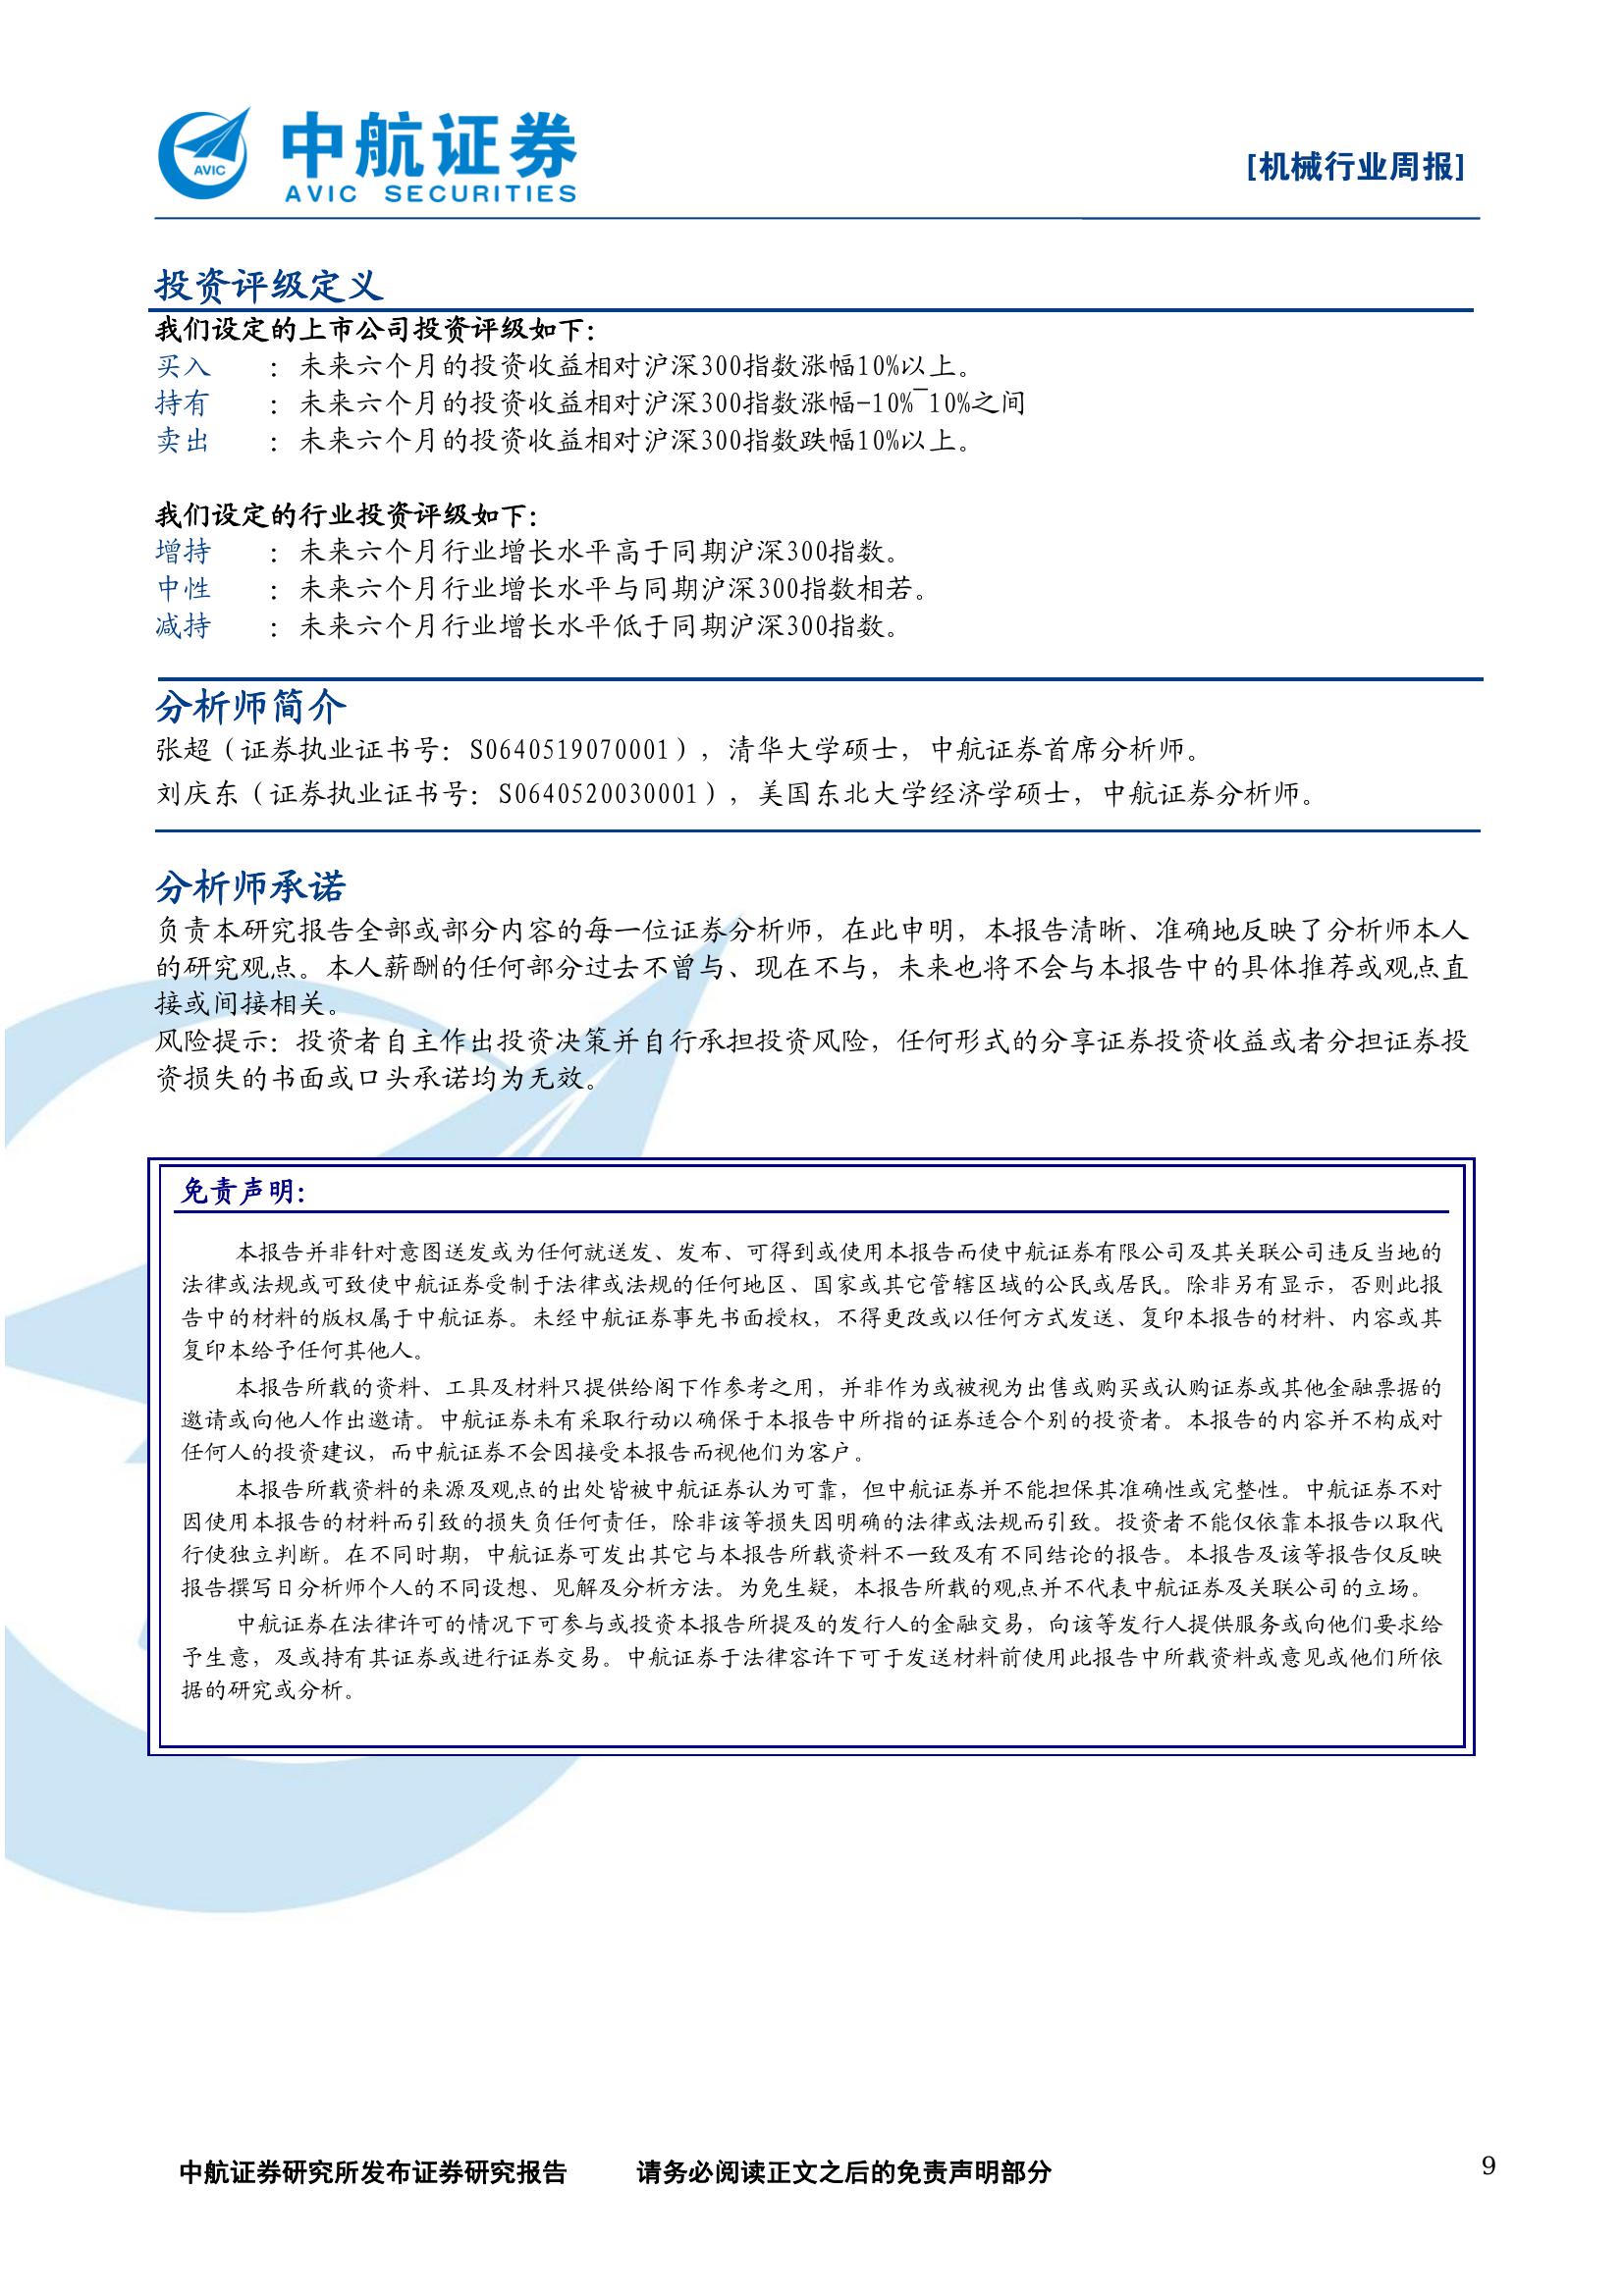 AVIC
中航证券
AVIC SECURITIES
[机械行业周报]
投资评级定义
我们设定的上市公司投资评级如下：
买入 ：未来六个月的投资收益相对沪深300指数涨幅10%以上。
持有 ：未来六个月的投资收益相对沪深300指数涨幅-10%~10%之间
卖出 ：未来六个月的投资收益相对沪深300指数跌幅10%以上。
我们设定的行业投资评级如下：
增持 ：未来六个月行业增长水平高于同期沪深300指数。
中性 ：未来六个月行业增长水平与同期沪深300指数相若。
减持 ：未来六个月行业增长水平低于同期沪深300指数。
分析师简介
张超（证券执业证书号：S0640519070001），清华大学硕士，中航证券首席分析师。
刘庆东（证券执业证书号：S0640520030001），美国东北大学经济学硕士，中航证券分析师。
分析师承诺
负责本研究报告全部或部分内容的每一位证券分析师，在此申明，本报告清晰、准确地反映了分析师本人
的研究观点。本人薪酬的任何部分过去不曾与、现在不与，未来也将不会与本报告中的具体推荐或观点直
接或间接相关。
风险提示：投资者自主作出投资决策并自行承担投资风险，任何形式的分享证券投资收益或者分担证券投
资损失的书面或口头承诺均为无效。
免责声明：
本报告并非针对意图送发或为任何就送发、发布、可得到或使用本报告而使中航证券有限公司及其关联公司违反当地的
法律或法规或可致使中航证券受制于法律或法规的任何地区、国家或其它管辖区域的公民或居民。除非另有显示，否则此报
告中的材料的版权属于中航证券。未经中航证券事先书面授权，不得更改或以任何方式发送、复印本报告的材料、内容或其
复印本给予任何其他人。
本报告所载的资料、工具及材料只提供给阁下作参考之用，并非作为或被视为出售或购买或认购证券或其他金融票据的
邀请或向他人作出邀请。中航证券未有采取行动以确保于本报告中所指的证券适合个别的投资者。本报告的内容并不构成对
任何人的投资建议，而中航证券不会因接受本报告而视他们为客户。
本报告所载资料的来源及观点的出处皆被中航证券认为可靠，但中航证券并不能担保其准确性或完整性。中航证券不对
因使用本报告的材料而引致的损失负任何责任，除非该等损失因明确的法律或法规而引致。投资者不能仅依靠本报告以取代
行使独立判断。在不同时期，中航证券可发出其它与本报告所载资料不一致及有不同结论的报告。本报告及该等报告仅反映
报告撰写日分析师个人的不同设想、见解及分析方法。为免生疑，本报告所载的观点并不代表中航证券及关联公司的立场。
中航证券在法律许可的情况下可参与或投资本报告所提及的发行人的金融交易，向该等发行人提供服务或向他们要求给
予生意，及或持有其证券或进行证券交易。中航证券于法律容许下可于发送材料前使用此报告中所载资料或意见或他们所依
据的研究或分析。
中航证券研究所发布证券研究报告 请务必阅读正文之后的免责声明部分 9